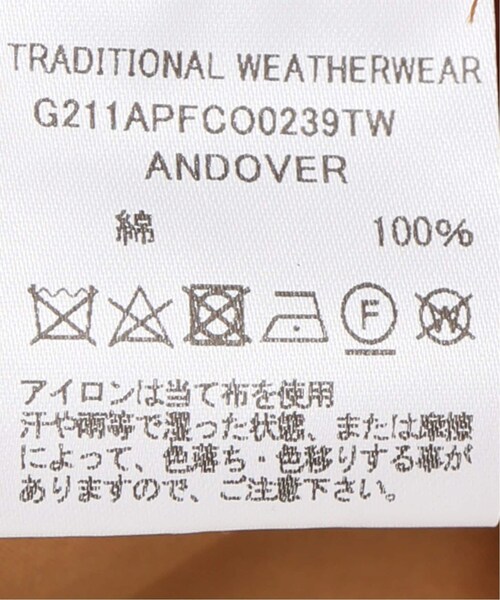 TRADITIONAL WEATHERWEAR
G211APFCO0239TW
ANDOVER
綿 100%
F W
アイロンは当て布を使用
汗や雨等で湿った状態、または摩擦
によって、色落ち・色移りする事が
ありますので、ご注意下さい。